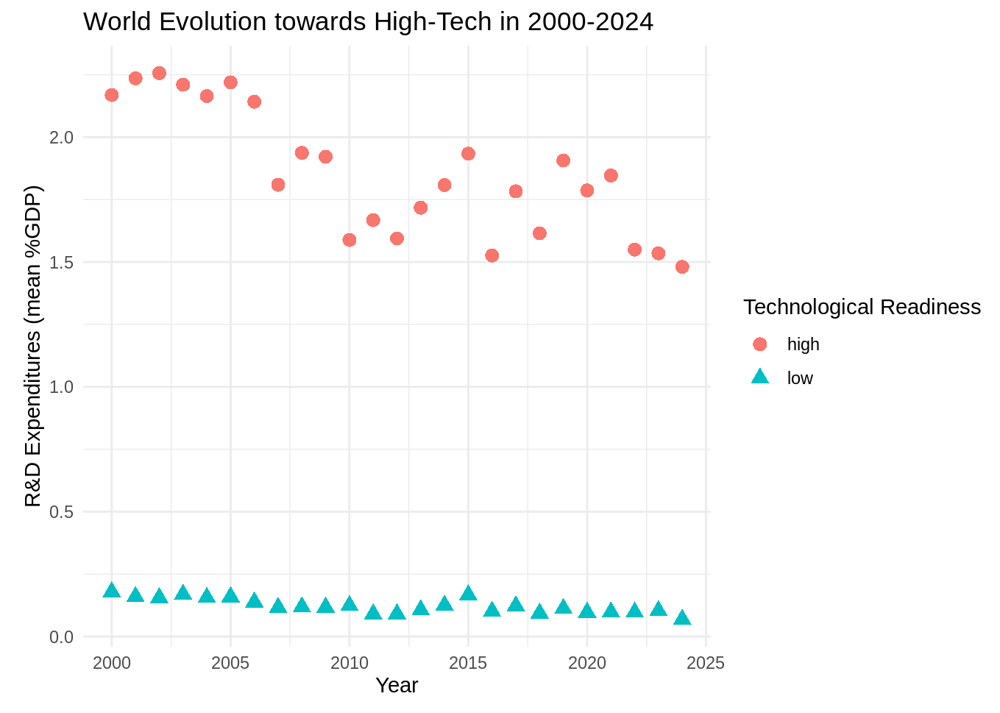 World Evolution towards High-Tech in 2000-2024
R&D Expenditures (mean %GDP)
2.0
1.5
1.0
0.5
0.0
2000 2005 2010 2015 2020 2025
Year
Technological Readiness
high
low